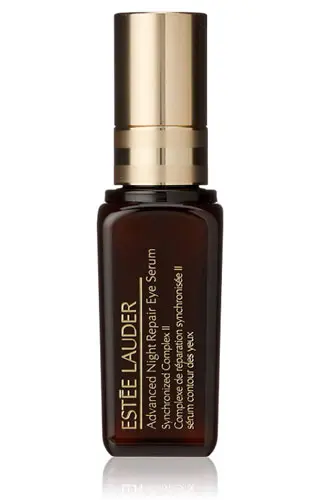 ESTĒE LAUDER
Advanced Night Repair Eye Serum
Synchronized Complex II
Complexe de réparation synchronisée II
sérum contour des yeux